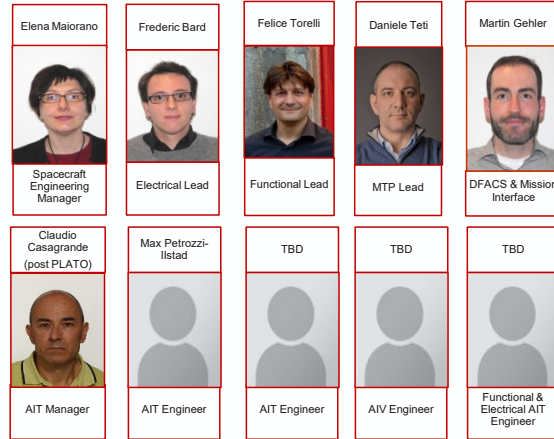 Elena Maiorano
Frederic Bard
Felice Torelli
Daniele Teti
Martin Gehler
Spacecraft
Engineering
Manager
Electrical Lead
Functional Lead
MTP Lead
DFACS & Mission
Interface
Claudio
Casagrande
(post PLATO)
Max Petrozzi-
Ilstad
TBD
TBD
TBD
AIT Manager
AIT Engineer
AIT Engineer
AIV Engineer
Functional &
Electrical AIT
Engineer